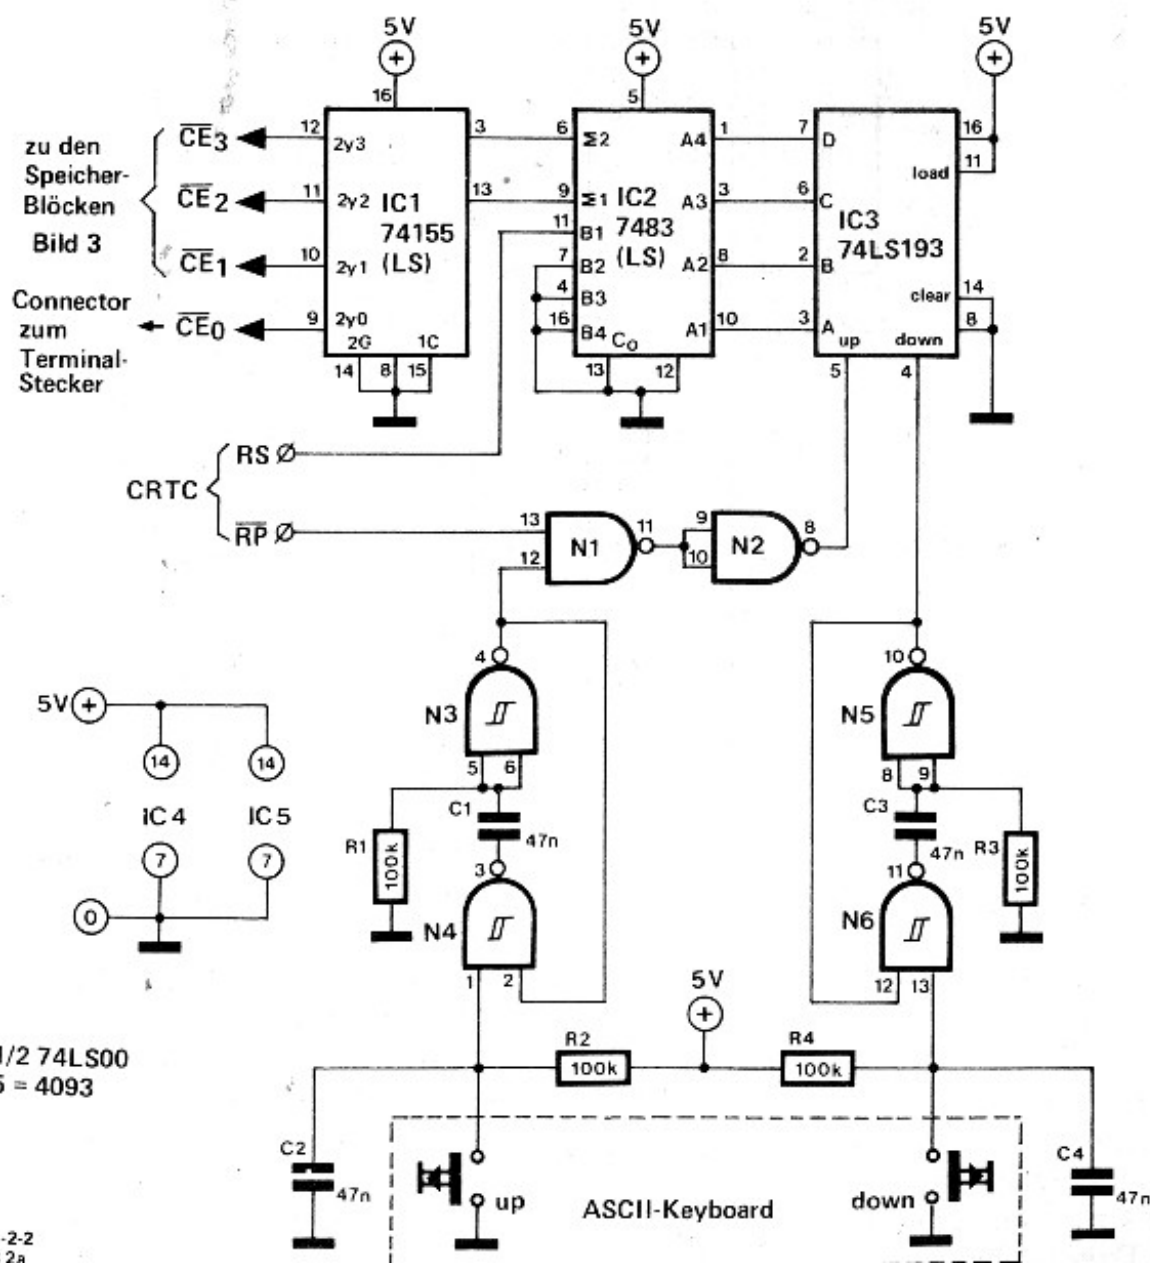 5V
5V
5V
+
+
+
16
5
zu den
Speicher-
Blöcken
Bild 3
Connector
zum
Terminal-
Stecker
CE3
CE2
CE1
CE0
12
11
10
9
2y3
2y2
2y1
2y0
IC1
74155
(LS)
2G
1C
14
8
15
3
13
6
9
11
7
4
16
Σ2
Σ1
B1
B2
B3
B4
C0
IC2
7483
(LS)
A4
A3
A2
A1
13
12
1
3
8
10
7
6
2
3
D
C
B
A
IC3
74LS193
load
clear
up
down
16
11
14
8
5
4
CRTC
RS
RP
13
12
N1
11
9
10
N2
8
4
N3
5
6
C1
47n
R1
100k
3
N4
1
2
10
N5
8
9
C3
47n
R3
100k
11
N6
12
13
5V
+
14
14
IC4
IC5
7
7
0
5V
+
R2
100k
R4
100k
1/2 74LS00
5 = 4093
C2
47n
up
ASCII-Keyboard
down
C4
47n
-2-2
2a